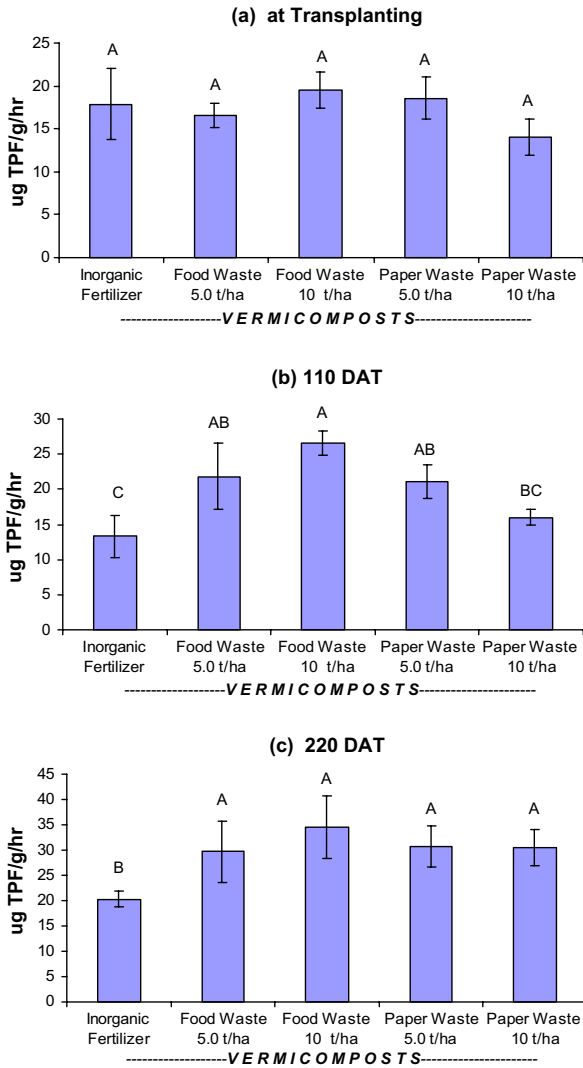 (a) at Transplanting
ug TPF/g/hr
25
20
15
10
5
0
A A A A A
Inorganic Food Waste Food Waste Paper Waste Paper Waste
Fertilizer 5.0 t/ha 10 t/ha 5.0 t/ha 10 t/ha
-------------------VERMICOMPOSTS----------------------
(b) 110 DAT
ug TPF/g/hr
30
25
20
15
10
5
0
C AB A AB BC
Inorganic Food Waste Food Waste Paper Waste Paper Waste
Fertilizer 5.0 t/ha 10 t/ha 5.0 t/ha 10 t/ha
-------------------VERMICOMPOSTS----------------------
(c) 220 DAT
ug TPF/g/hr
45
40
35
30
25
20
15
10
5
0
B A A A A
Inorganic Food Waste Food Waste Paper Waste Paper Waste
Fertilizer 5.0 t/ha 10 t/ha 5.0 t/ha 10 t/ha
-------------------VERMICOMPOSTS----------------------